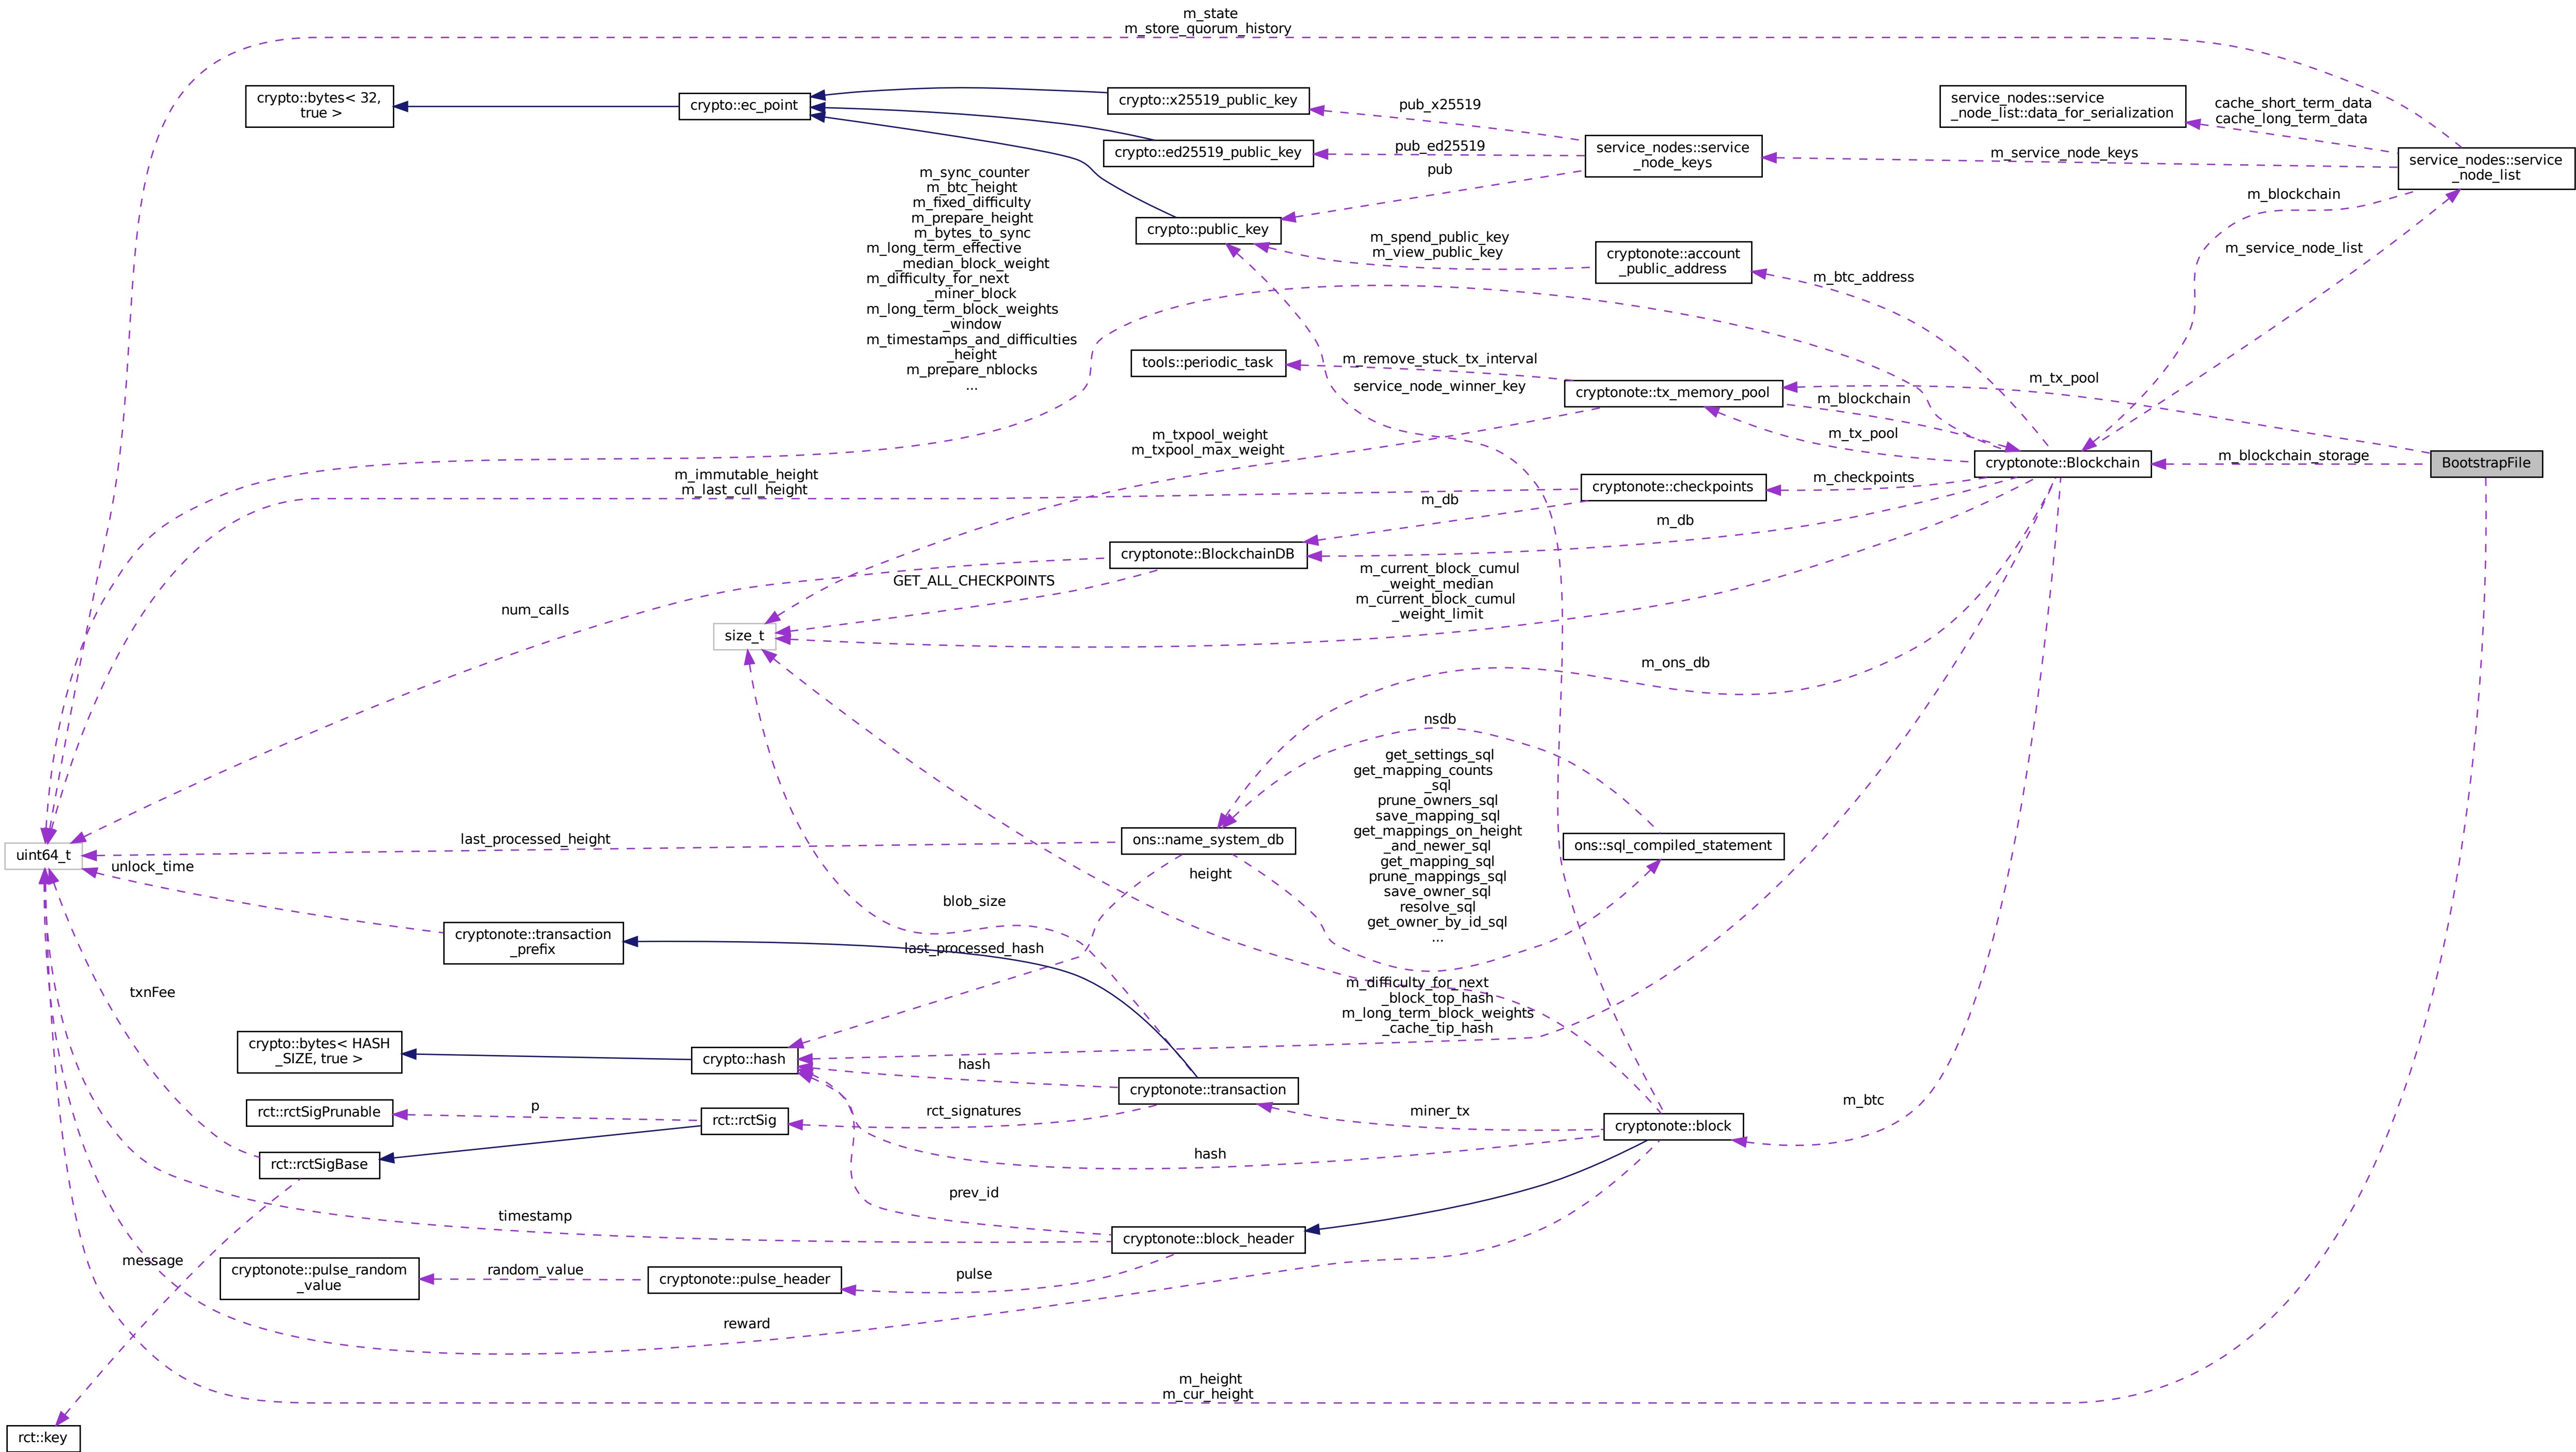 m_state
m_store_quorum_history
crypto::bytes< 32,
true >
crypto::ec_point
crypto::x25519_public_key
pub_x25519
service_nodes::service
_node_list::data_for_serialization
cache_short_term_data
cache_long_term_data
crypto::ed25519_public_key
pub_ed25519
service_nodes::service
_node_keys
m_service_node_keys
service_nodes::service
_node_list
pub
m_blockchain
m_sync_counter
m_btc_height
m_fixed_difficulty
m_prepare_height
m_bytes_to_sync
m_long_term_effective
_median_block_weight
m_difficulty_for_next
_miner_block
m_long_term_block_weights
_window
m_timestamps_and_difficulties
_height
m_prepare_nblocks
...
crypto::public_key
m_spend_public_key
m_view_public_key
cryptonote::account
_public_address
m_service_node_list
m_btc_address
tools::periodic_task
m_remove_stuck_tx_interval
service_node_winner_key
cryptonote::tx_memory_pool
m_tx_pool
m_blockchain
m_txpool_weight
m_txpool_max_weight
m_tx_pool
cryptonote::Blockchain
m_blockchain_storage
BootstrapFile
m_immutable_height
m_last_cull_height
cryptonote::checkpoints
m_checkpoints
m_db
m_db
cryptonote::BlockchainDB
GET_ALL_CHECKPOINTS
m_current_block_cumul
_weight_median
m_current_block_cumul
_weight_limit
num_calls
size_t
m_ons_db
nsdb
get_settings_sql
get_mapping_counts
_sql
prune_owners_sql
save_mapping_sql
get_mappings_on_height
_and_newer_sql
get_mapping_sql
prune_mappings_sql
save_owner_sql
resolve_sql
get_owner_by_id_sql
...
last_processed_height
ons::name_system_db
ons::sql_compiled_statement
uint64_t
unlock_time
height
blob_size
cryptonote::transaction
_prefix
last_processed_hash
txnFee
m_difficulty_for_next
_block_top_hash
m_long_term_block_weights
_cache_tip_hash
crypto::bytes< HASH
_SIZE, true >
crypto::hash
hash
cryptonote::transaction
rct::rctSigPrunable
p
rct::rctSig
rct_signatures
miner_tx
cryptonote::block
m_btc
rct::rctSigBase
hash
prev_id
timestamp
cryptonote::block_header
message
cryptonote::pulse_random
_value
random_value
cryptonote::pulse_header
pulse
reward
m_height
m_cur_height
rct::key